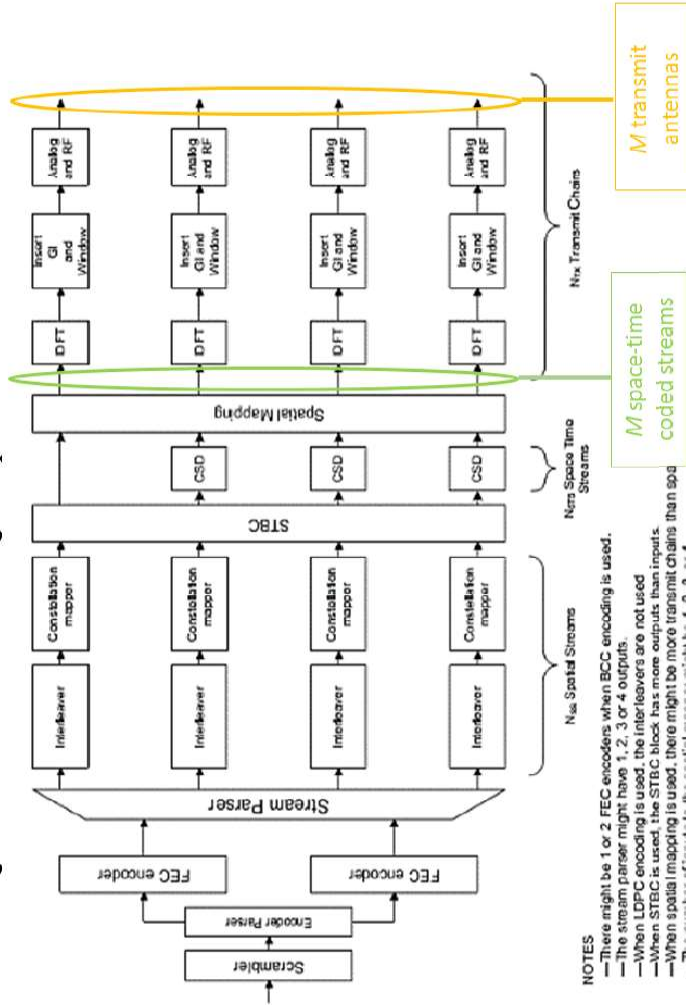 Scrambler
Encoder Parser
FEC encoder
FEC encoder
Stream Parser
Interleaver
Constellation
mapper
Interleaver
Constellation
mapper
Interleaver
Constellation
mapper
Interleaver
Constellation
mapper
STBC
CSD
CSD
CSD
Spatial Mapping
IDFT
Insert
GI
and
Window
Analog
and RF
IDFT
Insert
GI and
Window
Analog
and RF
IDFT
Insert
GI and
Window
Analog
and RF
IDFT
Insert
GI and
Window
Analog
and RF
NSS Spatial Streams
NSTS Space Time
Streams
NTX Transmit Chains
M space-time
coded streams
M transmit
antennas
NOTES
—There might be 1 or 2 FEC encoders when BCC encoding is used.
—The stream parser might have 1, 2, 3 or 4 outputs.
—When LDPC encoding is used, the interleavers are not used
—When STBC is used, the STBC block has more outputs than inputs.
—When spatial mapping is used, there might be more transmit chains than spa